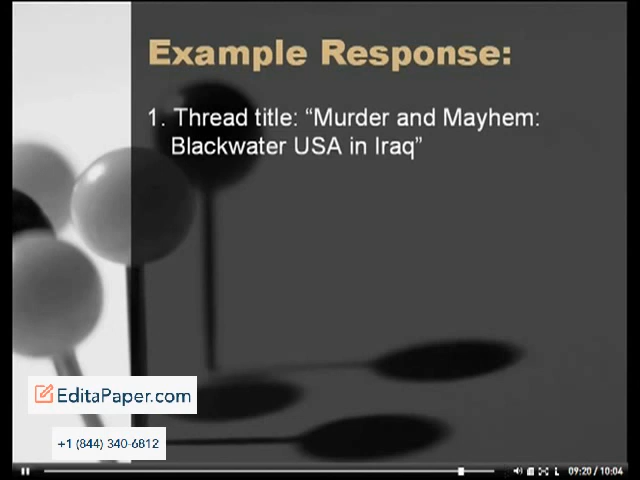 Example Response:
1. Thread title: “Murder and Mayhem:
Blackwater USA in Iraq”
EditaPaper.com
+1 (844) 340-6812
09:20 / 10:04